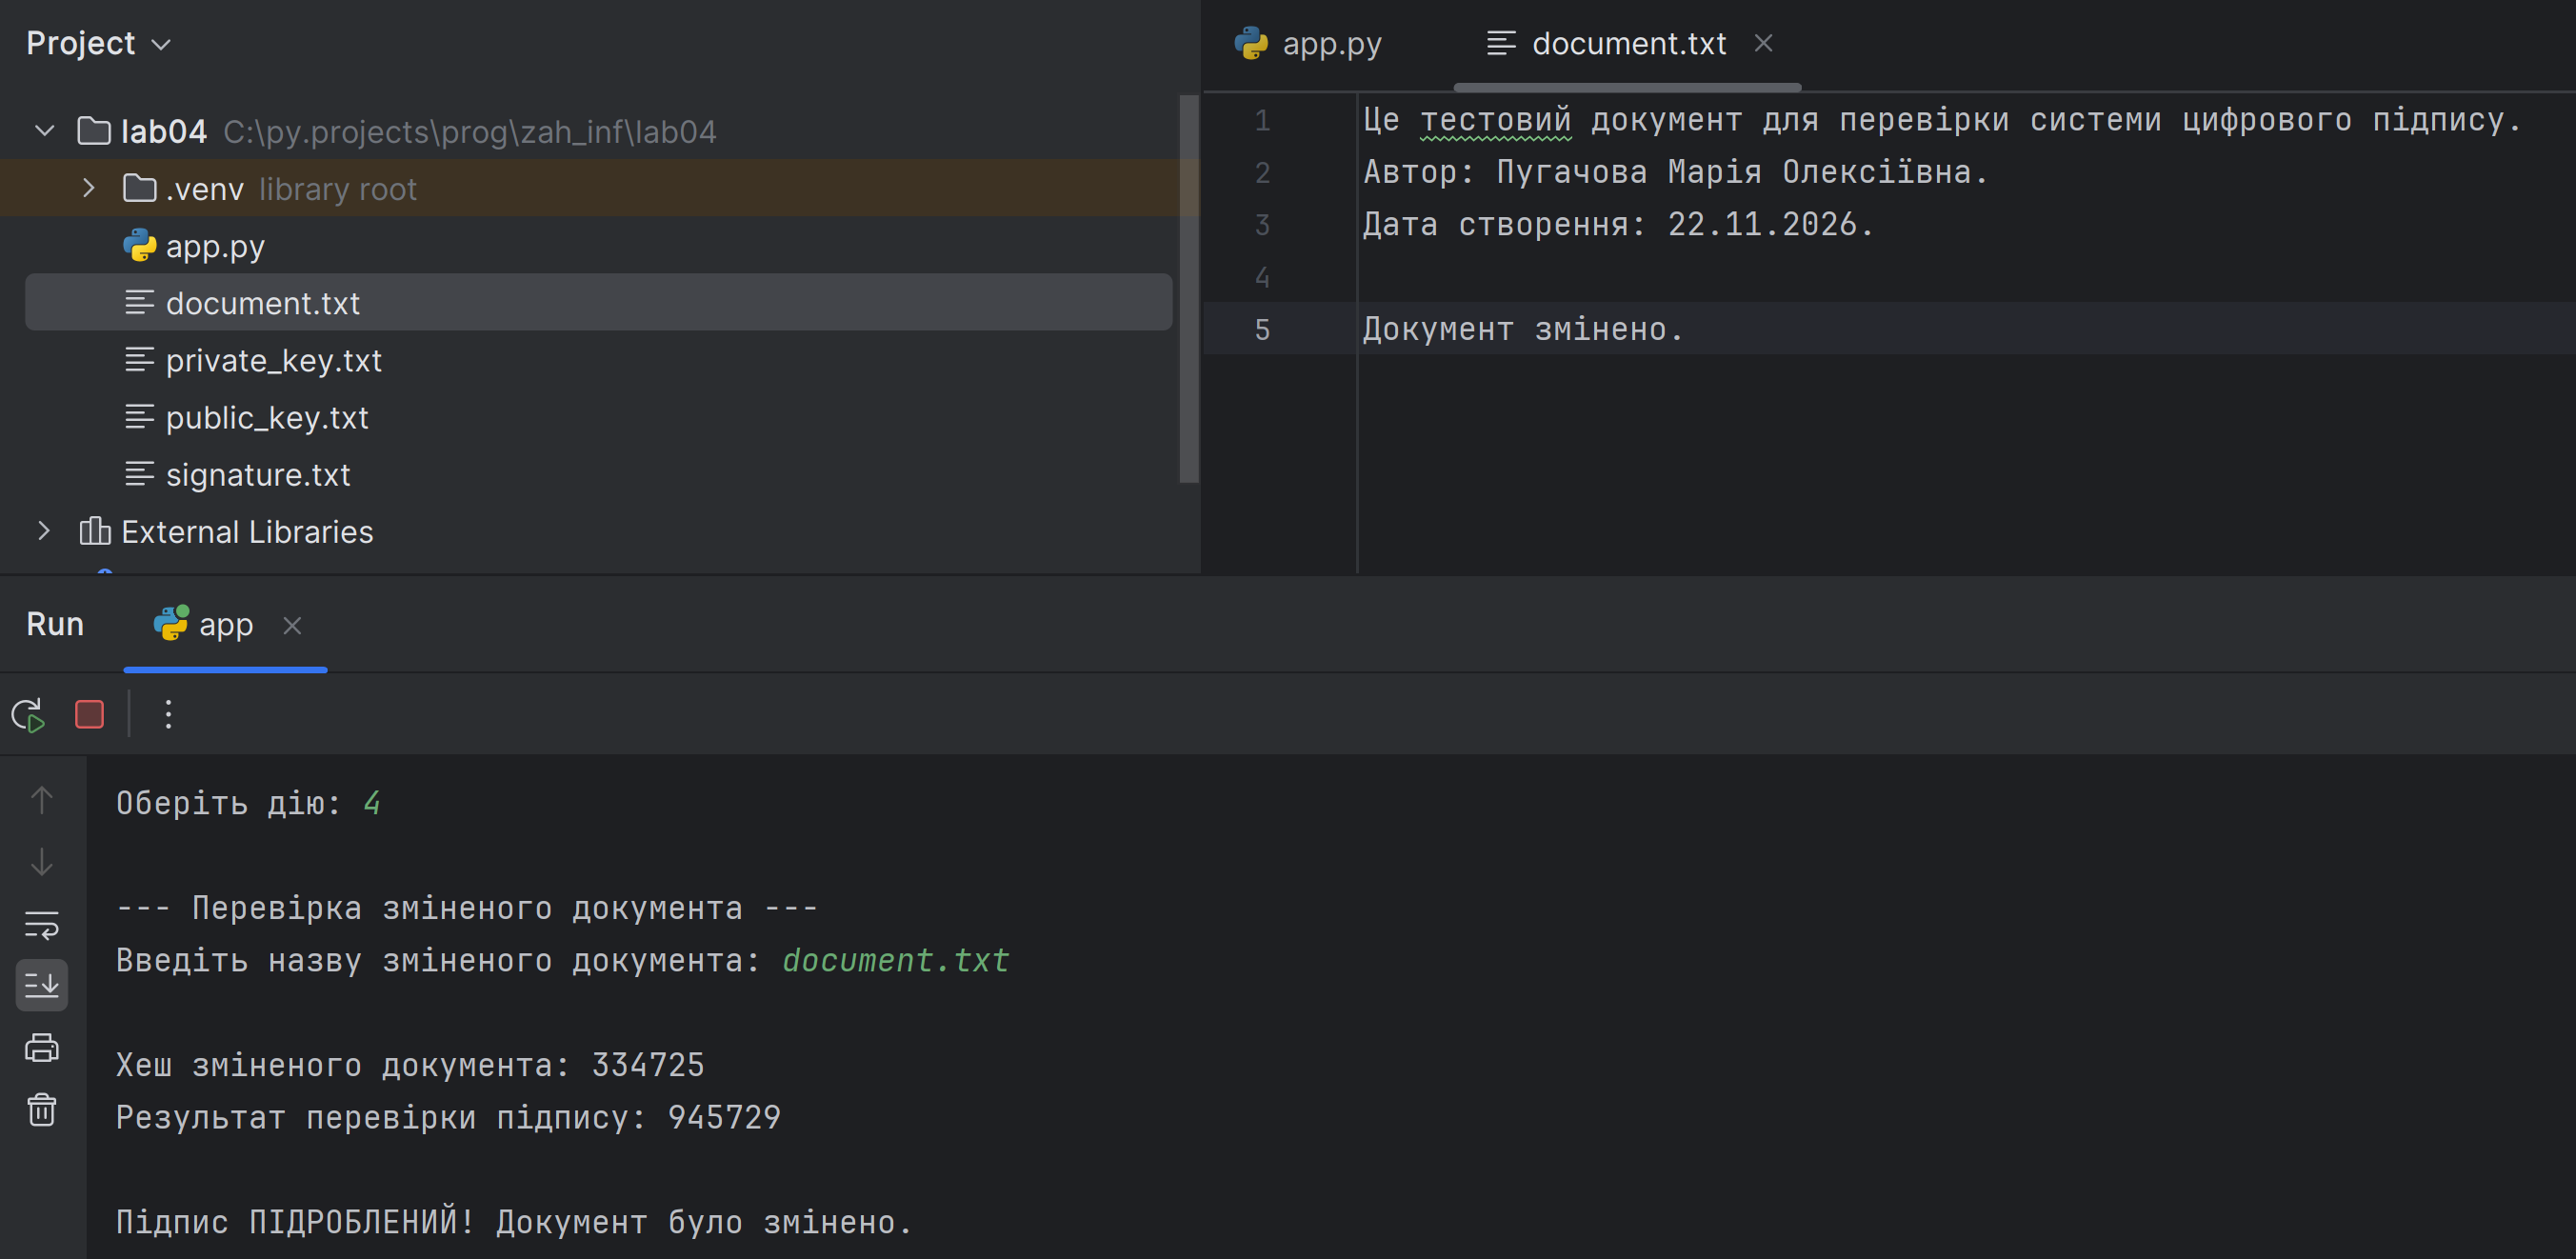 Project
lab04 C:\py.projects\prog\zah_inf\lab04
.venv library root
app.py
document.txt
private_key.txt
public_key.txt
signature.txt
External Libraries
app.py document.txt
1 Це тестовий документ для перевірки системи цифрового підпису.
2 Автор: Пугачова Марія Олексіївна.
3 Дата створення: 22.11.2026.
4
5 Документ змінено.
Run app
Оберіть дію: 4
--- Перевірка зміненого документа ---
Введіть назву зміненого документа: document.txt
Хеш зміненого документа: 334725
Результат перевірки підпису: 945729
Підпис ПІДРОБЛЕНИЙ! Документ було змінено.